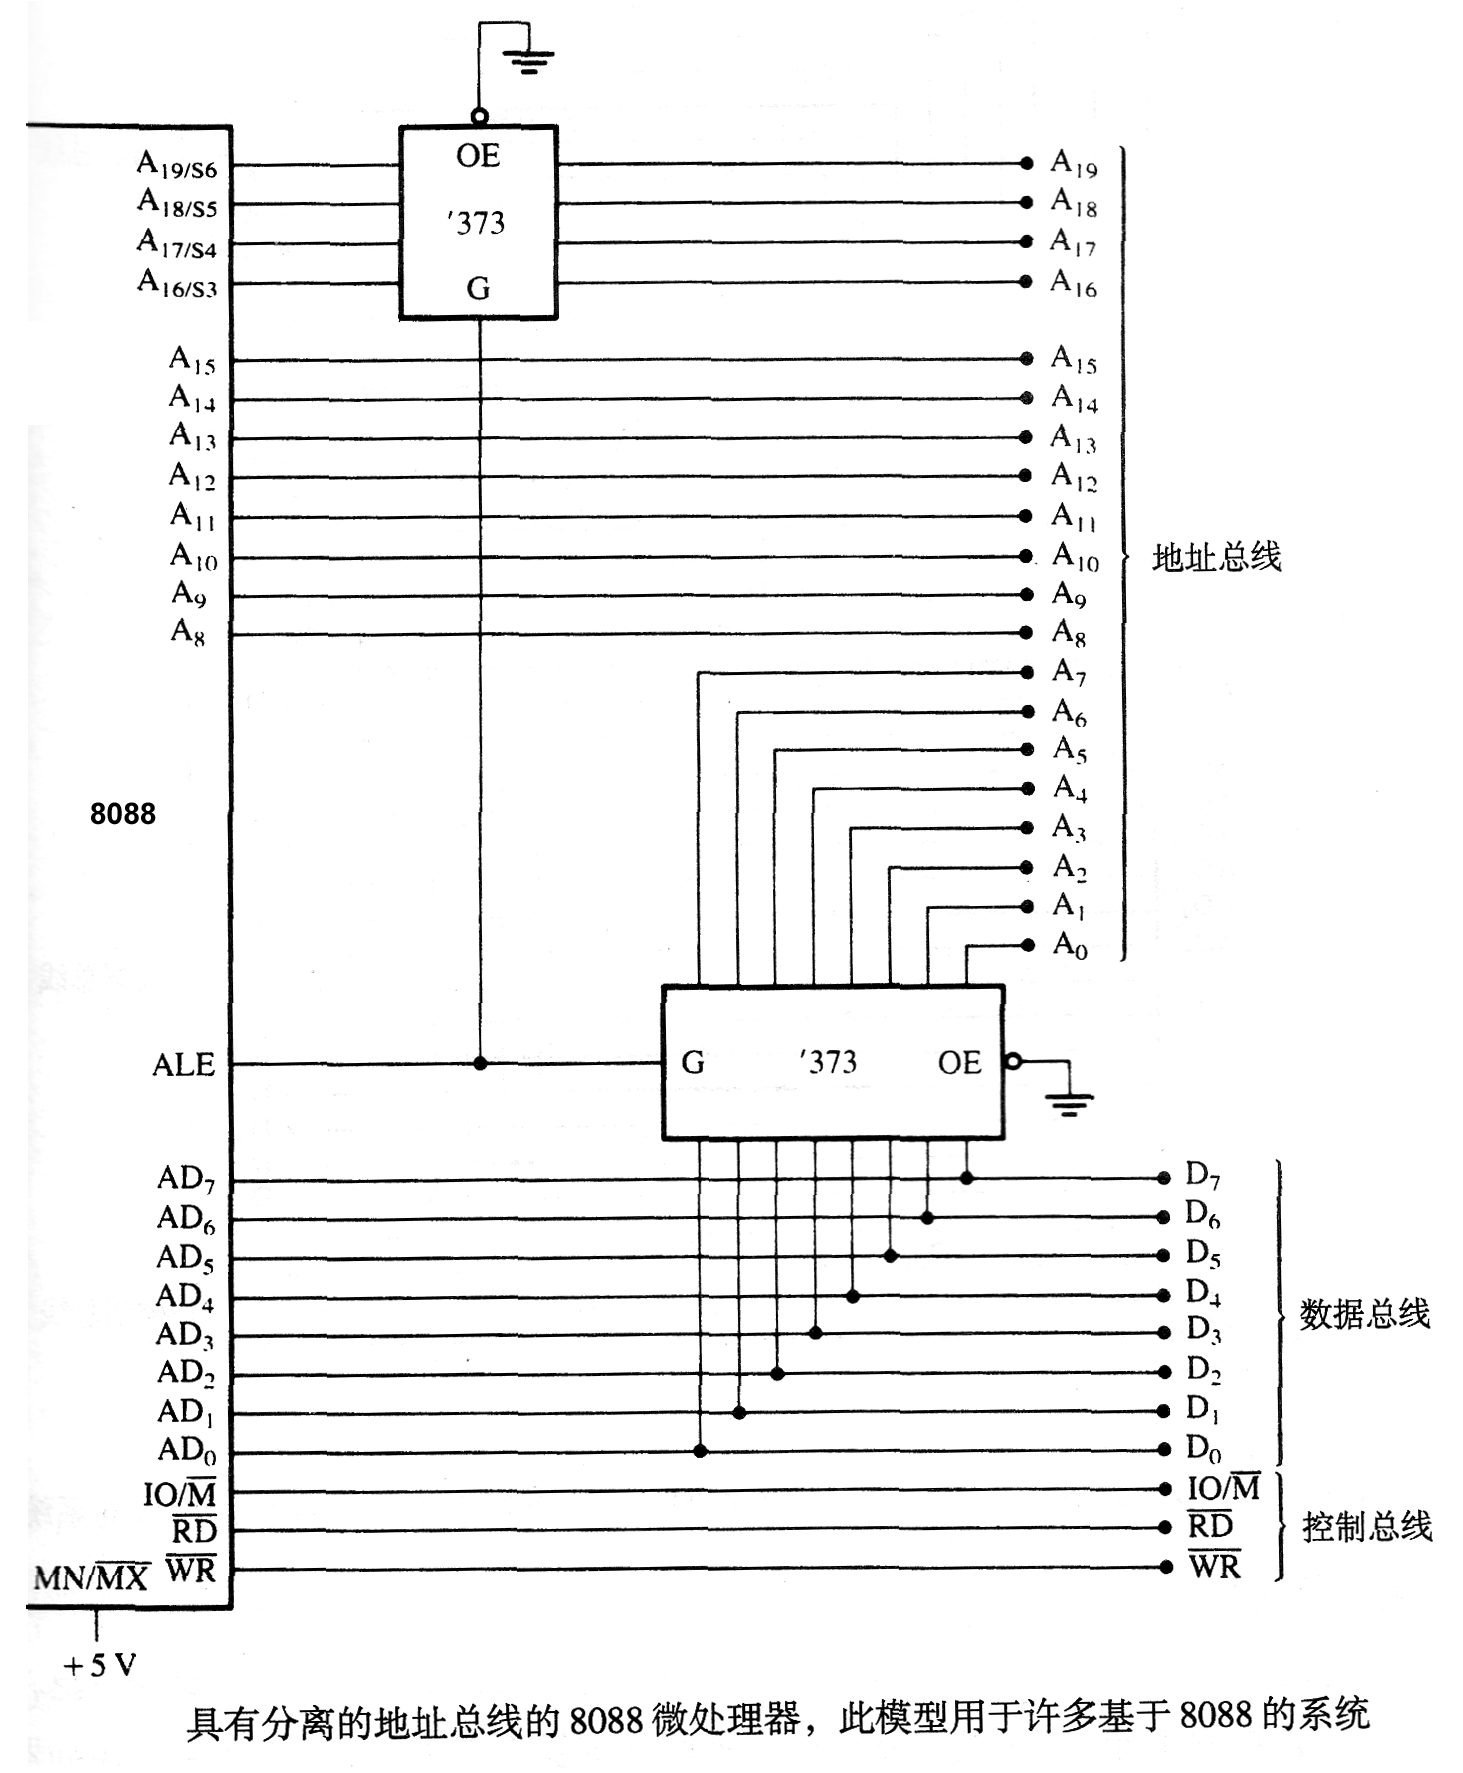 A19/S6 OE A19
A18/S5 '373 A18
A17/S4 A17
A16/S3 G A16
A15 A15
A14 A14
A13 A13
A12 A12
A11 A11
A10 A10
地址总线
A9 A9
A8 A8
A7
A6
A5
8088
A4
A3
A2
A1
A0
ALE G '373 OE
AD7 D7
AD6 D6
AD5 D5
AD4 D4
数据总线
AD3 D3
AD2 D2
AD1 D1
AD0 D0
IO/M̅ IO/M̅
R̅D̅ R̅D̅
控制总线
MN/M̅X̅ W̅R̅ W̅R̅
+5 V
具有分离的地址总线的 8088 微处理器，此模型用于许多基于 8088 的系统